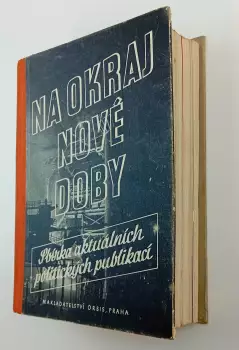 NA OKRAJ
NOVÉ
DOBY
Sbírka aktuálních
politických publikací
NAKLADATELSTVÍ ORBIS, PRAHA